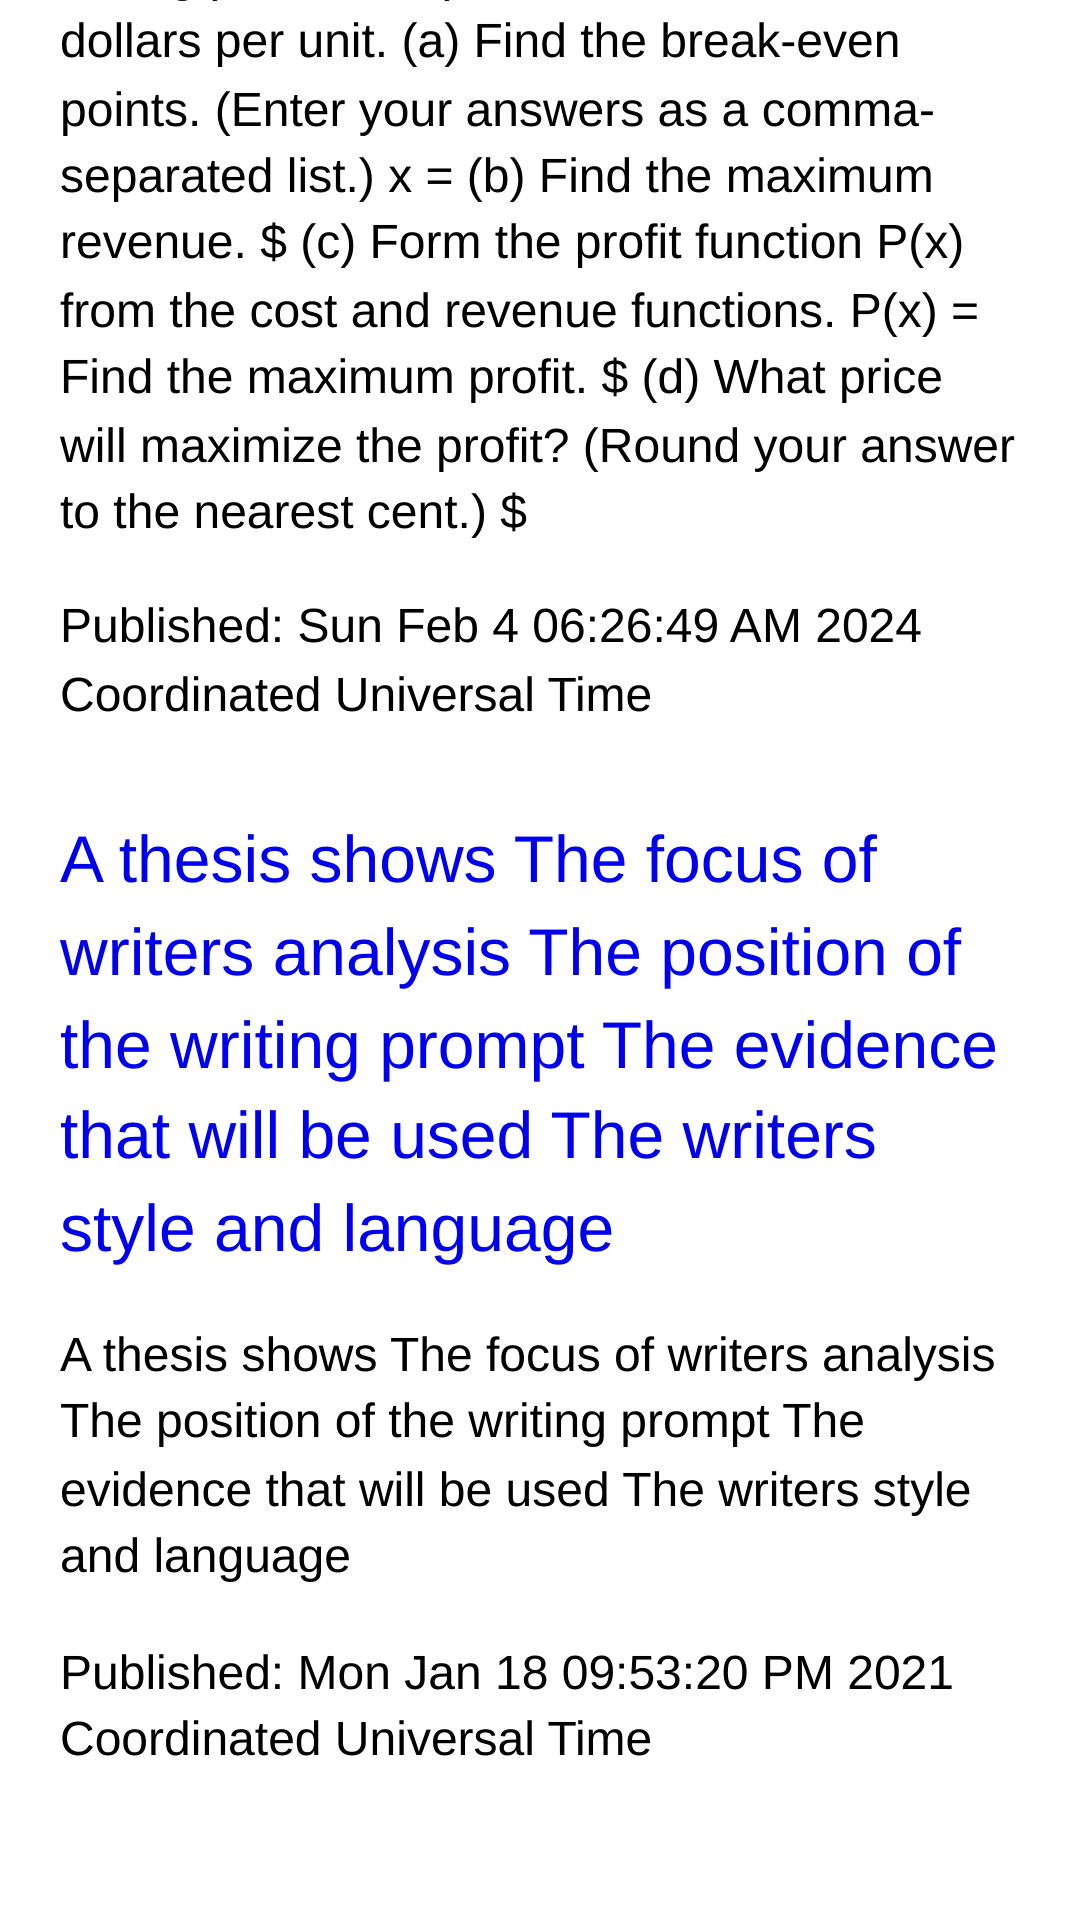 dollars per unit. (a) Find the break-even
points. (Enter your answers as a comma-
separated list.) x = (b) Find the maximum
revenue. $ (c) Form the profit function P(x)
from the cost and revenue functions. P(x) =
Find the maximum profit. $ (d) What price
will maximize the profit? (Round your answer
to the nearest cent.) $
Published: Sun Feb 4 06:26:49 AM 2024
Coordinated Universal Time
A thesis shows The focus of
writers analysis The position of
the writing prompt The evidence
that will be used The writers
style and language
A thesis shows The focus of writers analysis
The position of the writing prompt The
evidence that will be used The writers style
and language
Published: Mon Jan 18 09:53:20 PM 2021
Coordinated Universal Time